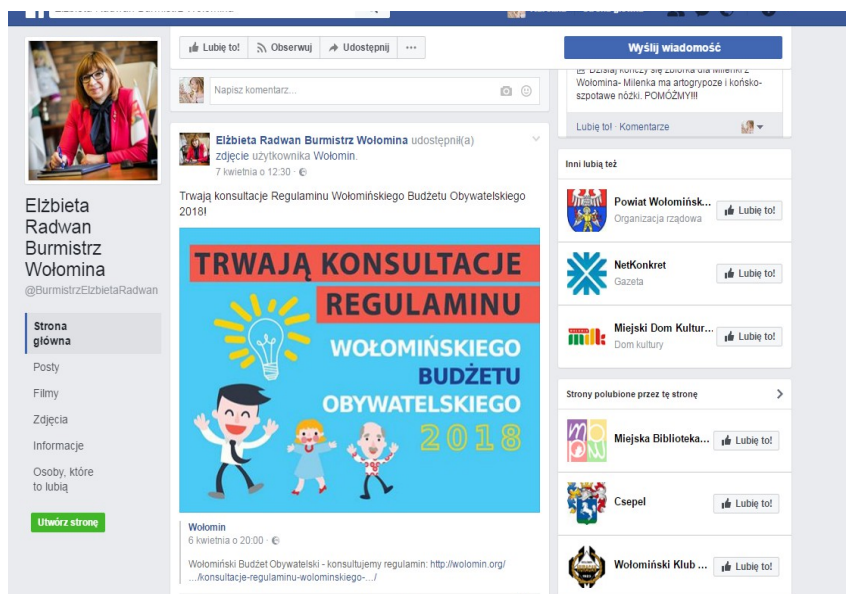 Lubię to!
Obserwuj
Udostępnij
Wyślij wiadomość
Napisz komentarz...
Elżbieta
Radwan
Burmistrz
Wołomina
@BurmistrzElzbietaRadwan
Strona
główna
Posty
Filmy
Zdjęcia
Informacje
Osoby, które
to lubią
Utwórz stronę
Elżbieta Radwan Burmistrz Wołomina udostępnił(a)
zdjęcie użytkownika Wołomin.
7 kwietnia o 12:30 ·
Trwają konsultacje Regulaminu Wołomińskiego Budżetu Obywatelskiego
2018!
TRWAJĄ KONSULTACJE
REGULAMINU
WOŁOMIŃSKIEGO
BUDŻETU
OBYWATELSKIEGO
2018
Wołomin
6 kwietnia o 20:00 ·
Wołomiński Budżet Obywatelski - konsultujemy regulamin: http://wolomin.org/
…/konsultacje-regulaminu-wolominskiego-…/
Wołomina- Milenka ma artogrypoze i końsko-
szpotawe nóżki. POMÓŻMY!!!
Lubię to! · Komentarze
Inni lubią też
Powiat Wołomińsk...
Organizacja rządowa
Lubię to!
NetKonkret
Gazeta
Lubię to!
Miejski Dom Kultur...
Dom kultury
Lubię to!
Strony polubione przez tę stronę
Miejska Biblioteka...
Lubię to!
Csepel
Lubię to!
Wołomiński Klub ...
Lubię to!